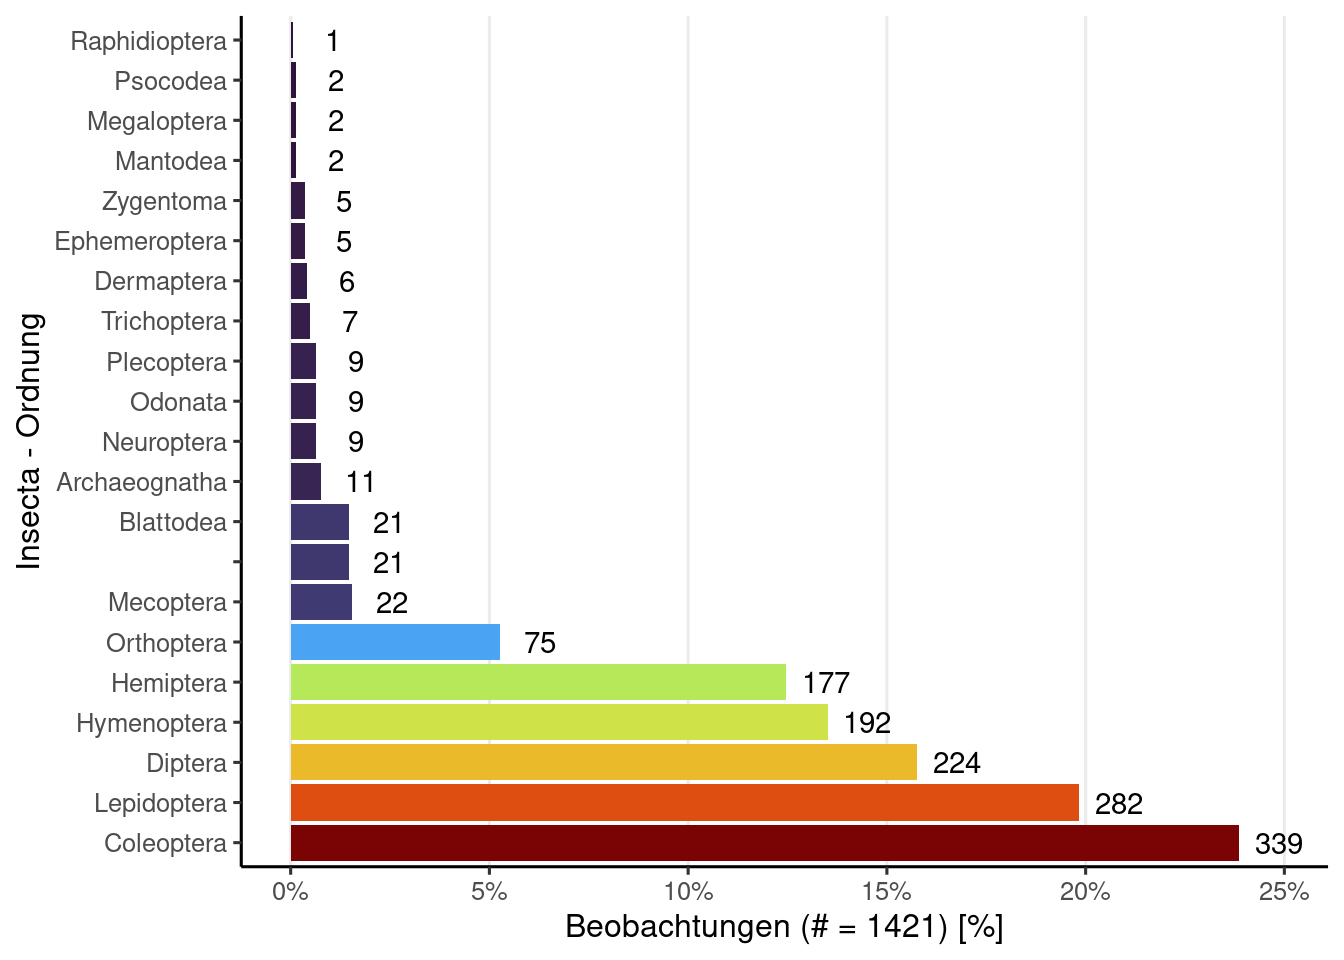 Insecta - Ordnung
Raphidioptera 1
Psocodea 2
Megaloptera 2
Mantodea 2
Zygentoma 5
Ephemeroptera 5
Dermaptera 6
Trichoptera 7
Plecoptera 9
Odonata 9
Neuroptera 9
Archaeognatha 11
Blattodea 21
21
Mecoptera 22
Orthoptera 75
Hemiptera 177
Hymenoptera 192
Diptera 224
Lepidoptera 282
Coleoptera 339
0% 5% 10% 15% 20% 25%
Beobachtungen (# = 1421) [%]